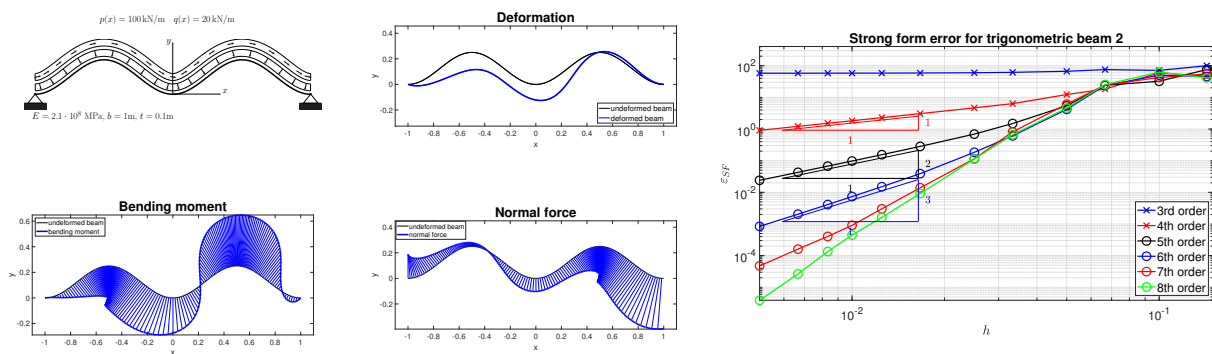 p(x) = 100 kN/m q(x) = 20 kN/m
y
x
E = 2.1 · 10⁸ MPa, b = 1m, t = 0.1m
Deformation
0.4
0.2
0
-0.2
y
undeformed beam
deformed beam
-1 -0.8 -0.6 -0.4 -0.2 0 0.2 0.4 0.6 0.8 1
x
Bending moment
undeformed beam
bending moment
0.6
0.4
0.2
0
-0.2
y
-1 -0.8 -0.6 -0.4 -0.2 0 0.2 0.4 0.6 0.8 1
x
Normal force
undeformed beam
normal force
0.4
0.2
0
-0.2
y
-1 -0.8 -0.6 -0.4 -0.2 0 0.2 0.4 0.6 0.8 1
x
Strong form error for trigonometric beam 2
10²
10⁰
10⁻²
10⁻⁴
ε_SF
1
1
2
1
3
1
3rd order
4th order
5th order
6th order
7th order
8th order
10⁻² 10⁻¹
h